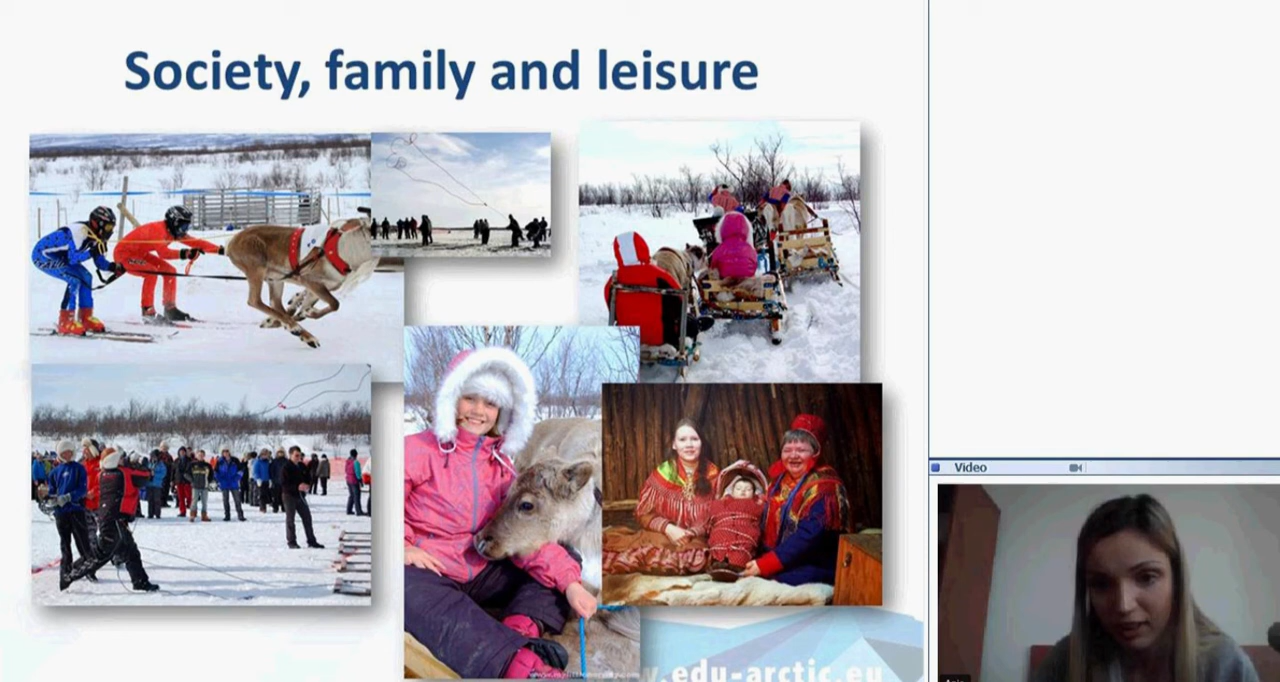 Society, family and leisure
.edu-arctic.eu
Video